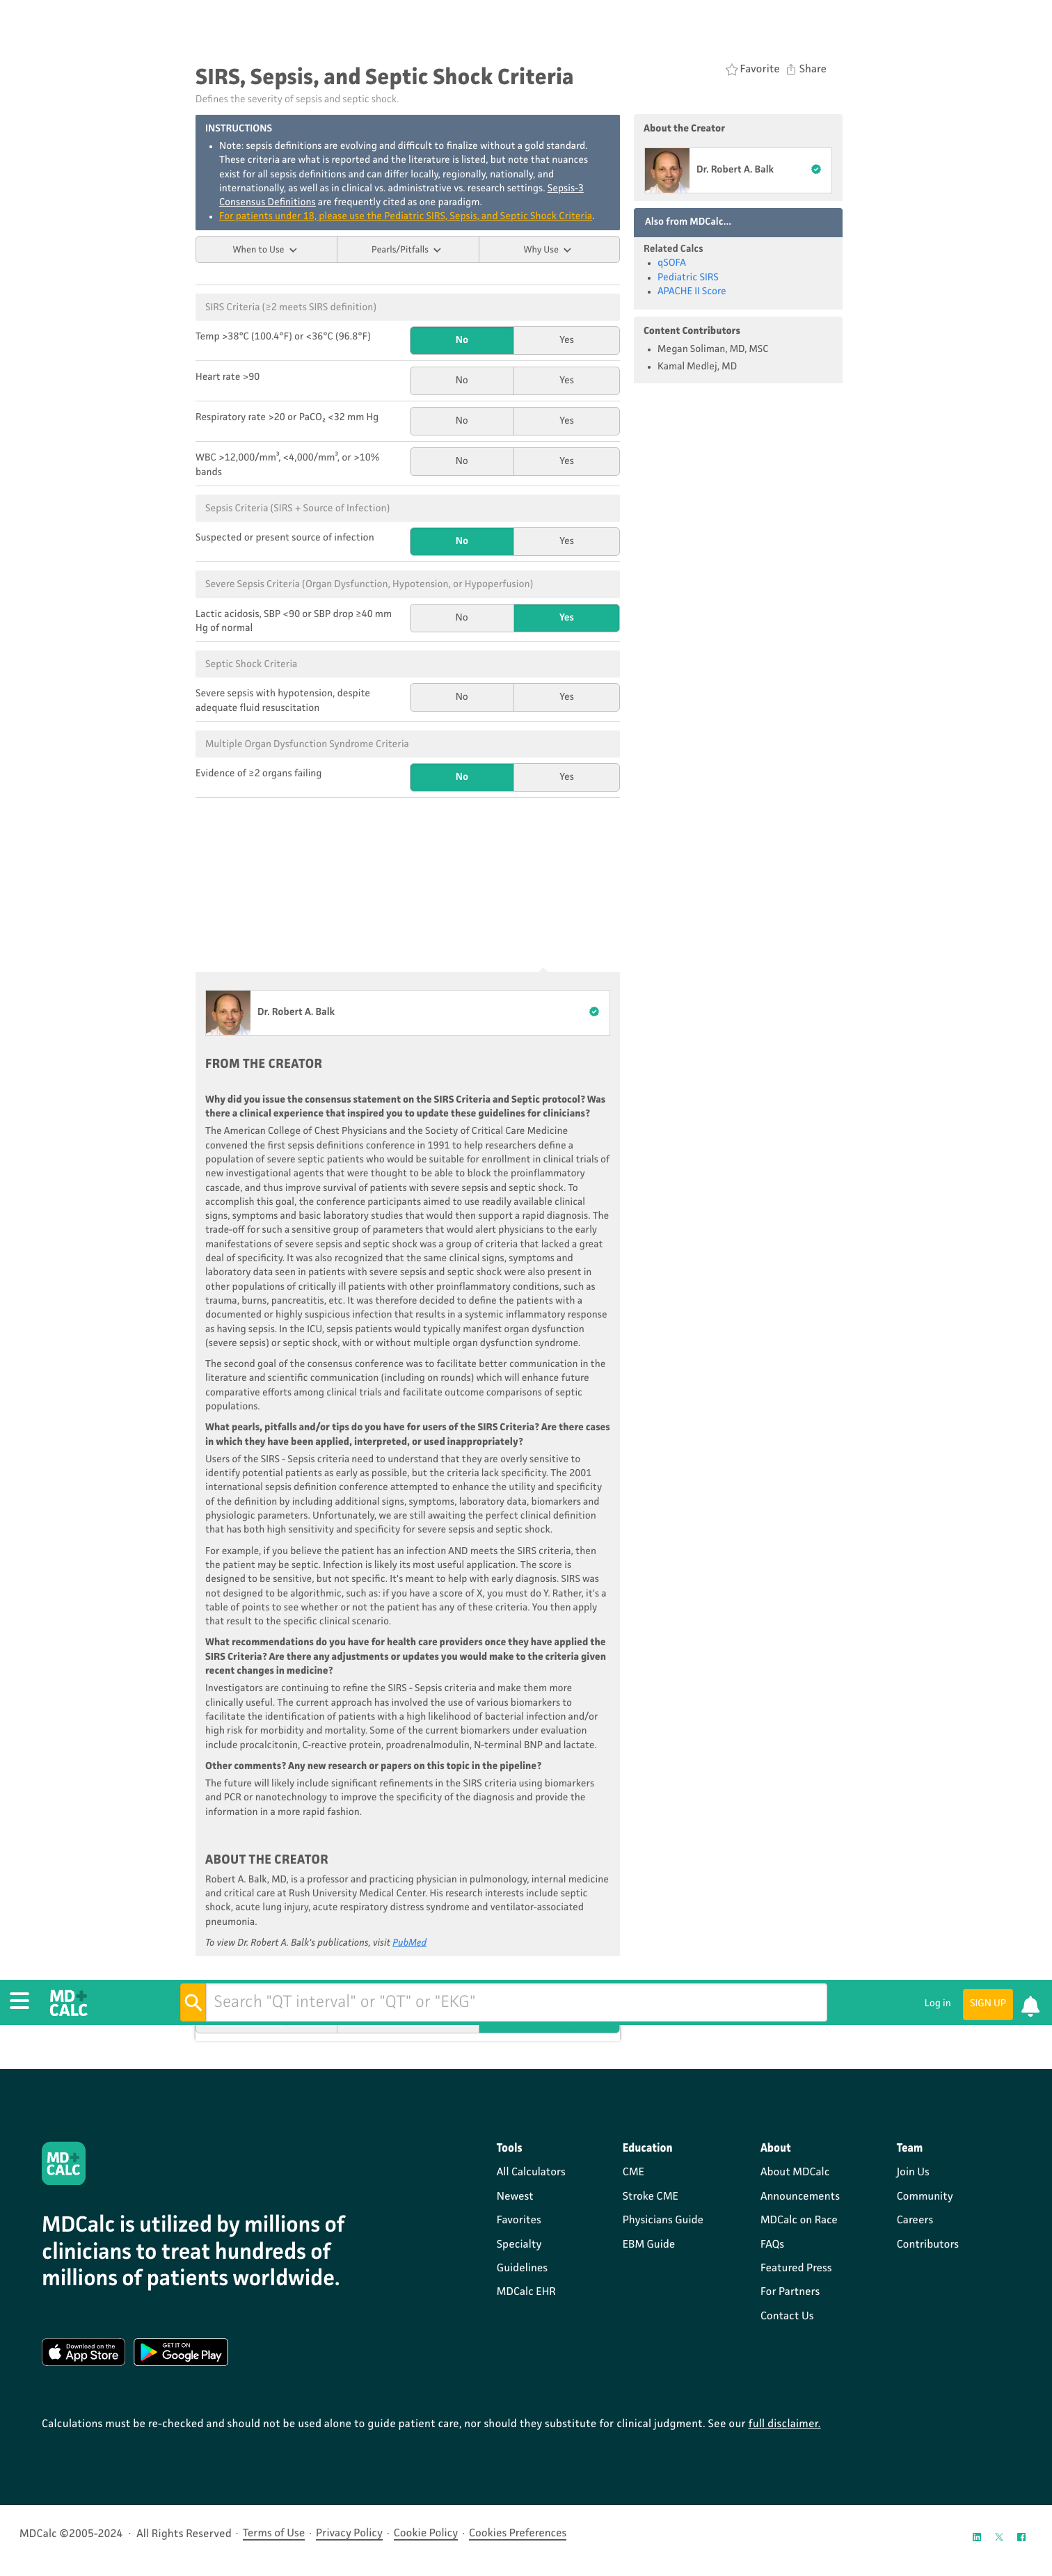 SIRS, Sepsis, and Septic Shock Criteria
Favorite
Share
Defines the severity of sepsis and septic shock.
INSTRUCTIONS
• Note: sepsis definitions are evolving and difficult to finalize without a gold standard.
These criteria are what is reported and the literature is listed, but note that nuances
exist for all sepsis definitions and can differ locally, regionally, nationally, and
internationally, as well as in clinical vs. administrative vs. research settings. Sepsis-3
Consensus Definitions are frequently cited as one paradigm.
• For patients under 18, please use the Pediatric SIRS, Sepsis, and Septic Shock Criteria.
When to Use
Pearls/Pitfalls
Why Use
About the Creator
Dr. Robert A. Balk
Also from MDCalc...
Related Calcs
• qSOFA
• Pediatric SIRS
• APACHE II Score
Content Contributors
• Megan Soliman, MD, MSC
• Kamal Medlej, MD
SIRS Criteria (≥2 meets SIRS definition)
Temp >38°C (100.4°F) or <36°C (96.8°F)
No
Yes
Heart rate >90
No
Yes
Respiratory rate >20 or PaCO₂ <32 mm Hg
No
Yes
WBC >12,000/mm³, <4,000/mm³, or >10%
bands
No
Yes
Sepsis Criteria (SIRS + Source of Infection)
Suspected or present source of infection
No
Yes
Severe Sepsis Criteria (Organ Dysfunction, Hypotension, or Hypoperfusion)
Lactic acidosis, SBP <90 or SBP drop ≥40 mm
Hg of normal
No
Yes
Septic Shock Criteria
Severe sepsis with hypotension, despite
adequate fluid resuscitation
No
Yes
Multiple Organ Dysfunction Syndrome Criteria
Evidence of ≥2 organs failing
No
Yes
Dr. Robert A. Balk
FROM THE CREATOR
Why did you issue the consensus statement on the SIRS Criteria and Septic protocol? Was
there a clinical experience that inspired you to update these guidelines for clinicians?
The American College of Chest Physicians and the Society of Critical Care Medicine
convened the first sepsis definitions conference in 1991 to help researchers define a
population of severe septic patients who would be suitable for enrollment in clinical trials of
new investigational agents that were thought to be able to block the proinflammatory
cascade, and thus improve survival of patients with severe sepsis and septic shock. To
accomplish this goal, the conference participants aimed to use readily available clinical
signs, symptoms and basic laboratory studies that would then support a rapid diagnosis. The
trade-off for such a sensitive group of parameters that would alert physicians to the early
manifestations of severe sepsis and septic shock was a group of criteria that lacked a great
deal of specificity. It was also recognized that the same clinical signs, symptoms and
laboratory data seen in patients with severe sepsis and septic shock were also present in
other populations of critically ill patients with other proinflammatory conditions, such as
trauma, burns, pancreatitis, etc. It was therefore decided to define the patients with a
documented or highly suspicious infection that results in a systemic inflammatory response
as having sepsis. In the ICU, sepsis patients would typically manifest organ dysfunction
(severe sepsis) or septic shock, with or without multiple organ dysfunction syndrome.
The second goal of the consensus conference was to facilitate better communication in the
literature and scientific communication (including on rounds) which will enhance future
comparative efforts among clinical trials and facilitate outcome comparisons of septic
populations.
What pearls, pitfalls and/or tips do you have for users of the SIRS Criteria? Are there cases
in which they have been applied, interpreted, or used inappropriately?
Users of the SIRS - Sepsis criteria need to understand that they are overly sensitive to
identify potential patients as early as possible, but the criteria lack specificity. The 2001
international sepsis definition conference attempted to enhance the utility and specificity
of the definition by including additional signs, symptoms, laboratory data, biomarkers and
physiologic parameters. Unfortunately, we are still awaiting the perfect clinical definition
that has both high sensitivity and specificity for severe sepsis and septic shock.
For example, if you believe the patient has an infection AND meets the SIRS criteria, then
the patient may be septic. Infection is likely its most useful application. The score is
designed to be sensitive, but not specific. It's meant to help with early diagnosis. SIRS was
not designed to be algorithmic, such as: if you have a score of X, you must do Y. Rather, it's a
table of points to see whether or not the patient has any of these criteria. You then apply
that result to the specific clinical scenario.
What recommendations do you have for health care providers once they have applied the
SIRS Criteria? Are there any adjustments or updates you would make to the criteria given
recent changes in medicine?
Investigators are continuing to refine the SIRS - Sepsis criteria and make them more
clinically useful. The current approach has involved the use of various biomarkers to
facilitate the identification of patients with a high likelihood of bacterial infection and/or
high risk for morbidity and mortality. Some of the current biomarkers under evaluation
include procalcitonin, C-reactive protein, proadrenalmodulin, N-terminal BNP and lactate.
Other comments? Any new research or papers on this topic in the pipeline?
The future will likely include significant refinements in the SIRS criteria using biomarkers
and PCR or nanotechnology to improve the specificity of the diagnosis and provide the
information in a more rapid fashion.
ABOUT THE CREATOR
Robert A. Balk, MD, is a professor and practicing physician in pulmonology, internal medicine
and critical care at Rush University Medical Center. His research interests include septic
shock, acute lung injury, acute respiratory distress syndrome and ventilator-associated
pneumonia.
To view Dr. Robert A. Balk's publications, visit PubMed
MD+
CALC
Search "QT interval" or "QT" or "EKG"
Log in
SIGN UP
MD+
CALC
MDCalc is utilized by millions of
clinicians to treat hundreds of
millions of patients worldwide.
Download on the
App Store
GET IT ON
Google Play
Tools
All Calculators
Newest
Favorites
Specialty
Guidelines
MDCalc EHR
Education
CME
Stroke CME
Physicians Guide
EBM Guide
About
About MDCalc
Announcements
MDCalc on Race
FAQs
Featured Press
For Partners
Contact Us
Team
Join Us
Community
Careers
Contributors
Calculations must be re-checked and should not be used alone to guide patient care, nor should they substitute for clinical judgment. See our full disclaimer.
MDCalc ©2005-2024 · All Rights Reserved · Terms of Use · Privacy Policy · Cookie Policy · Cookies Preferences